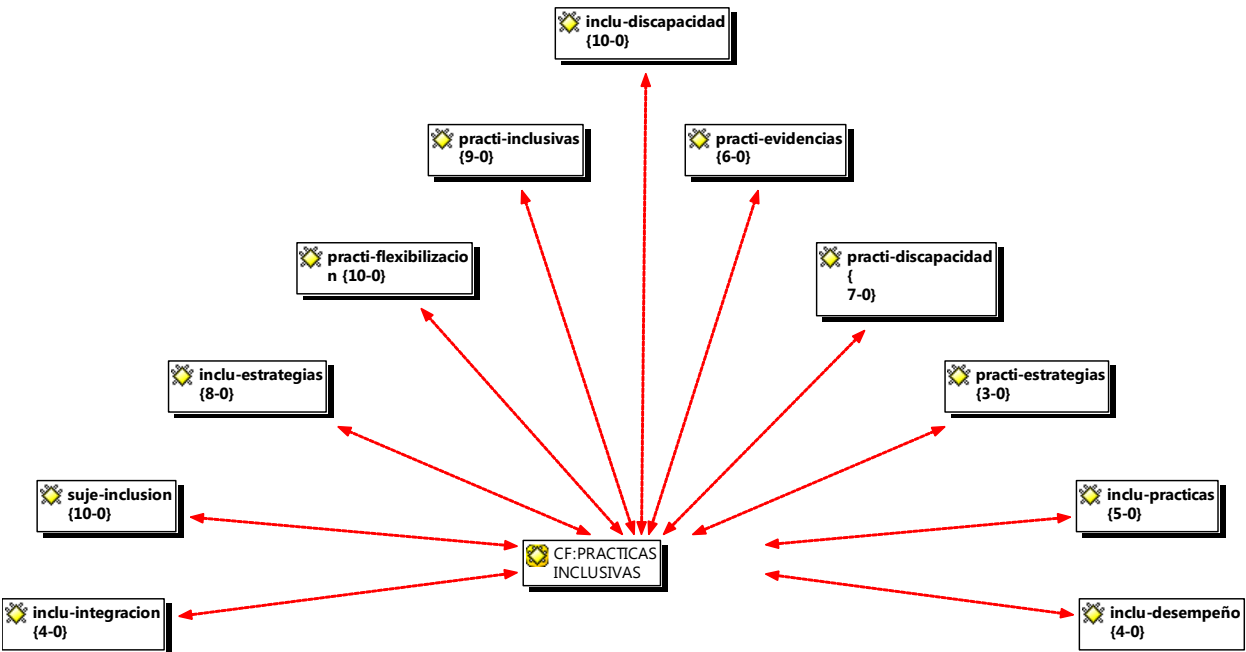 inclu-discapacidad
{10-0}
practi-inclusivas
{9-0}
practi-evidencias
{6-0}
practi-flexibilizacio
n {10-0}
practi-discapacidad
{
7-0}
inclu-estrategias
{8-0}
practi-estrategias
{3-0}
suje-inclusion
{10-0}
inclu-practicas
{5-0}
CF:PRACTICAS
INCLUSIVAS
inclu-integracion
{4-0}
inclu-desempeño
{4-0}